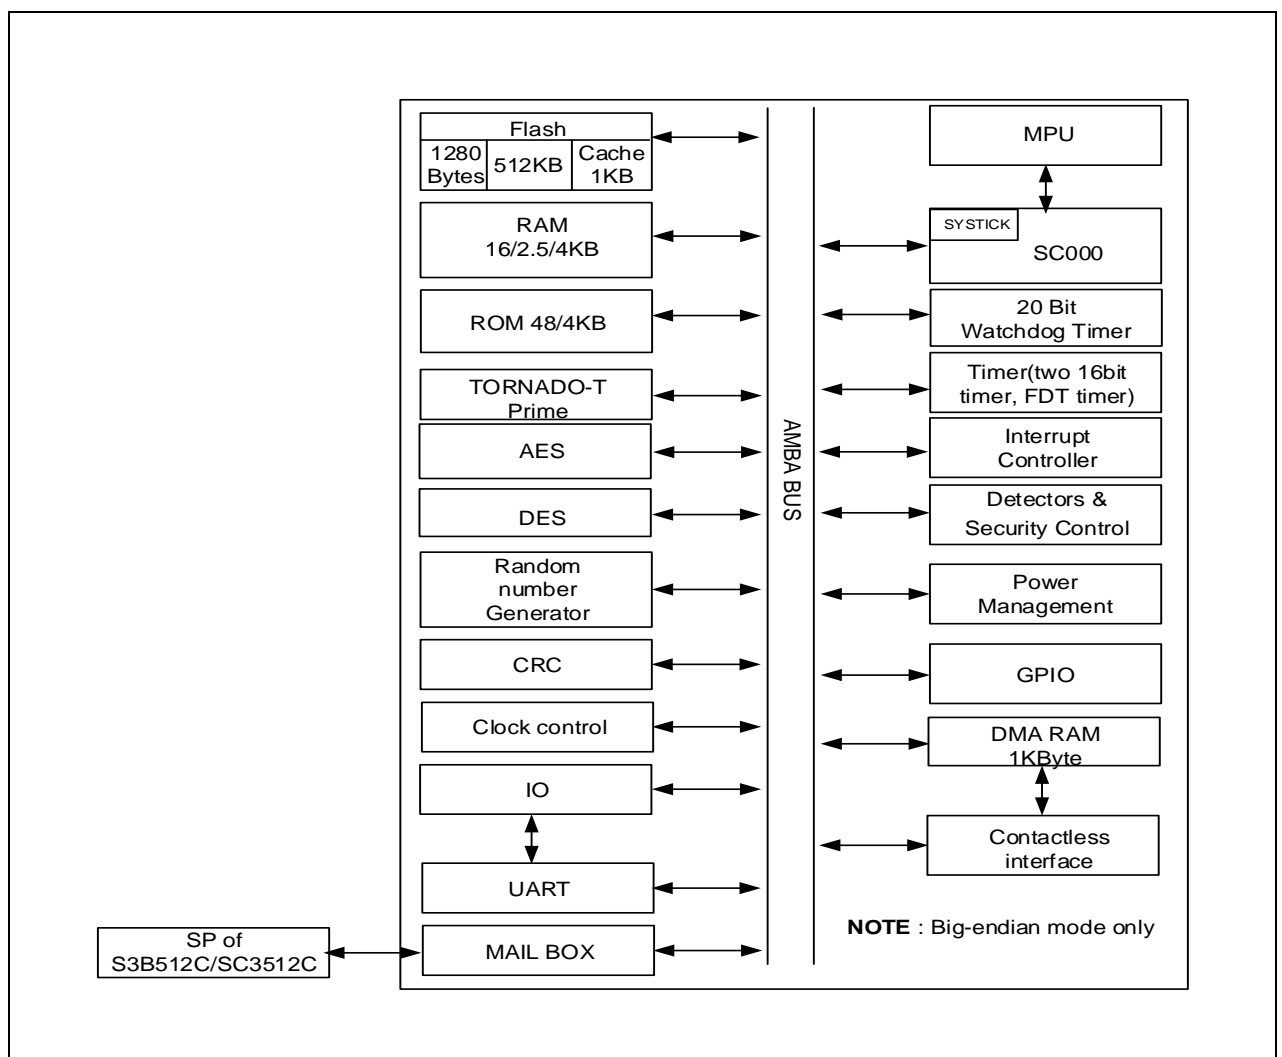 Flash
1280
Bytes
512KB
Cache
1KB
RAM
16/2.5/4KB
ROM 48/4KB
TORNADO-T
Prime
AES
DES
Random
number
Generator
CRC
Clock control
IO
UART
MAIL BOX
SP of
S3B512C/SC3512C
AMBA BUS
MPU
SYSTICK
SC000
20 Bit
Watchdog Timer
Timer(two 16bit
timer, FDT timer)
Interrupt
Controller
Detectors &
Security Control
Power
Management
GPIO
DMA RAM
1KByte
Contactless
interface
NOTE : Big-endian mode only